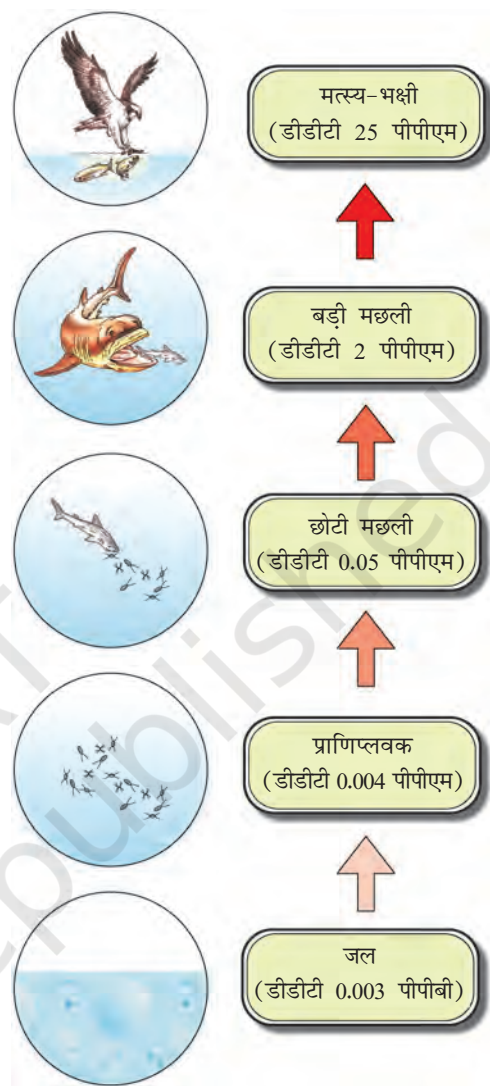 मत्स्य-भक्षी
(डीडीटी 25 पीपीएम)
बड़ी मछली
(डीडीटी 2 पीपीएम)
छोटी मछली
(डीडीटी 0.05 पीपीएम)
प्राणिप्लवक
(डीडीटी 0.004 पीपीएम)
जल
(डीडीटी 0.003 पीपीबी)